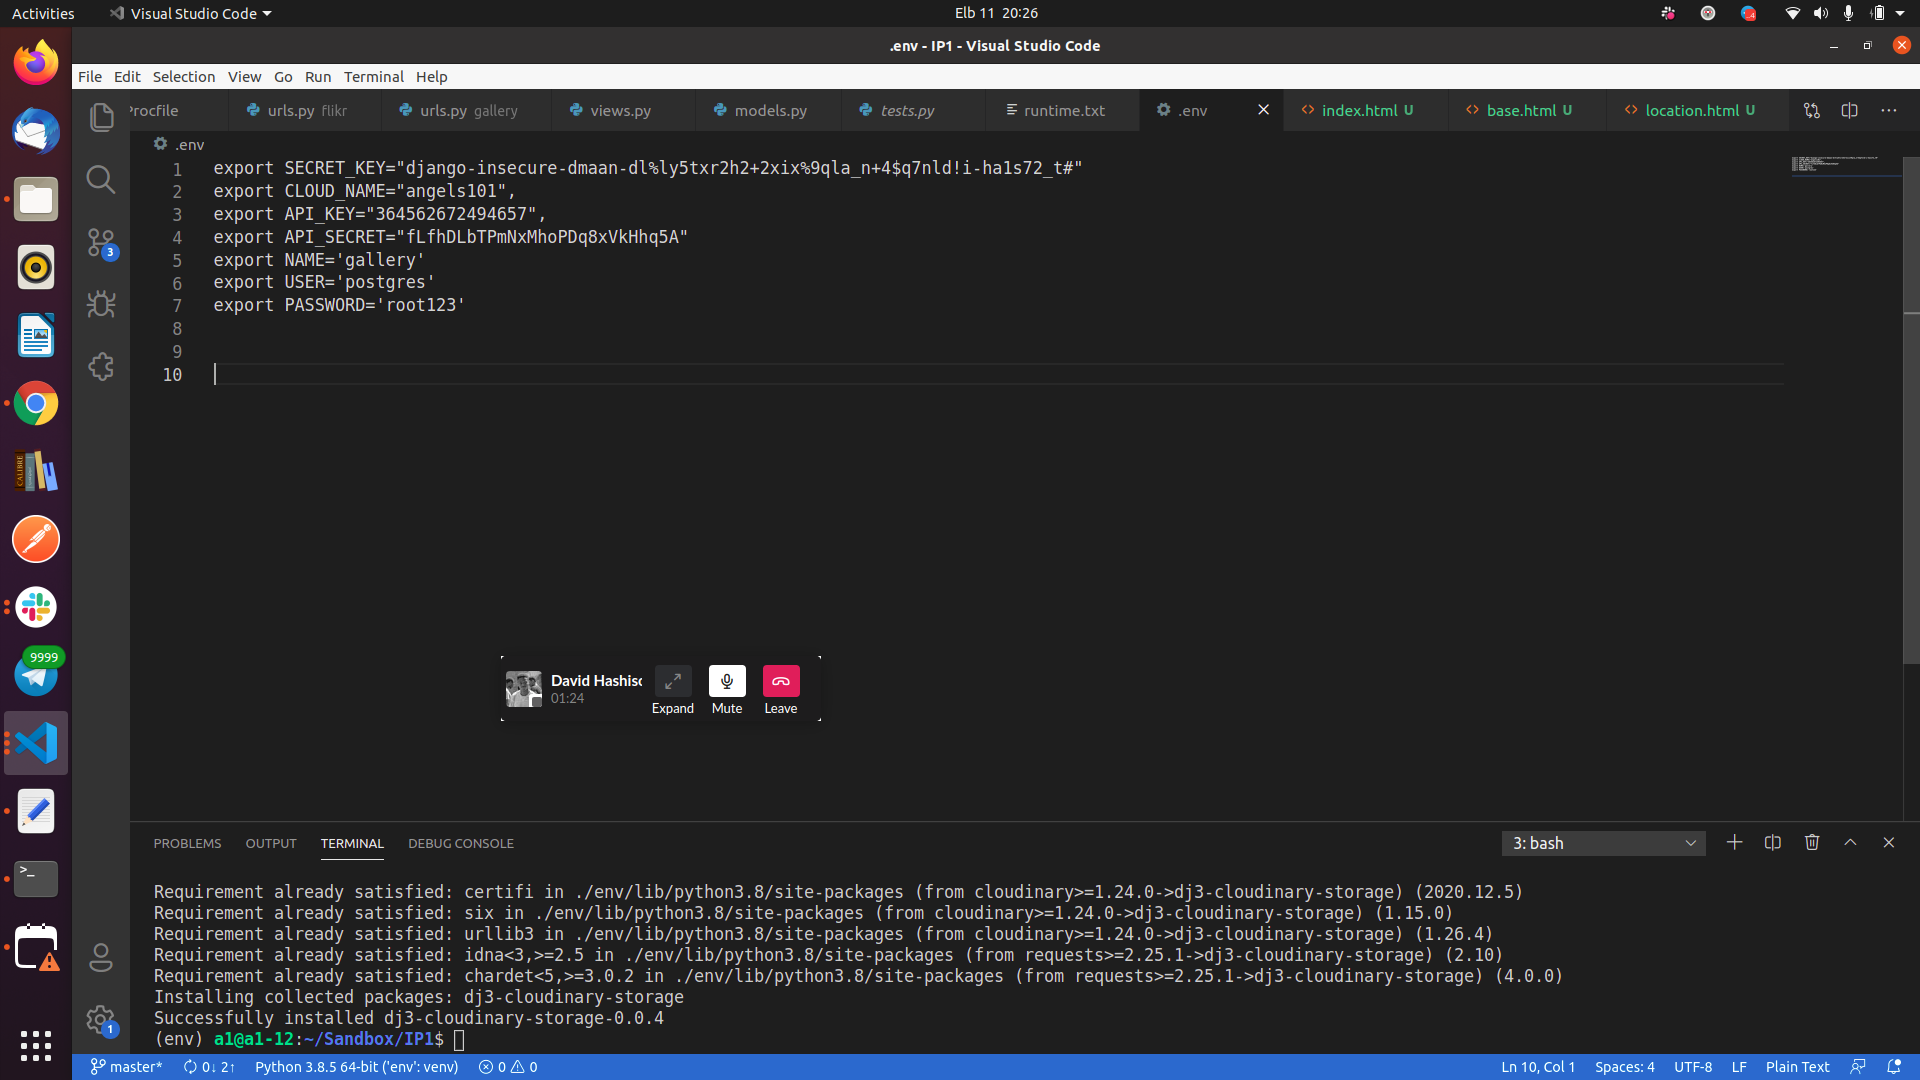 Activities Visual Studio Code Elb 11 20:26
.env - IP1 - Visual Studio Code
File Edit Selection View Go Run Terminal Help
Procfile urls.py flikr urls.py gallery views.py models.py tests.py runtime.txt .env index.html U base.html U location.html U
.env
1 export SECRET_KEY="django-insecure-dmaan-dl%ly5txr2h2+2xix%9qla_n+4$q7nld!i-ha1s72_t#"
2 export CLOUD_NAME="angels101",
3 export API_KEY="364562672494657",
4 export API_SECRET="fLfhDLbTPmNxMhoPDq8xVkHhq5A"
5 export NAME='gallery'
6 export USER='postgres'
7 export PASSWORD='root123'
8
9
10
3
CALIBRE
9999
David Hashisc
01:24
Expand Mute Leave
PROBLEMS OUTPUT TERMINAL DEBUG CONSOLE 3: bash
Requirement already satisfied: certifi in ./env/lib/python3.8/site-packages (from cloudinary>=1.24.0->dj3-cloudinary-storage) (2020.12.5)
Requirement already satisfied: six in ./env/lib/python3.8/site-packages (from cloudinary>=1.24.0->dj3-cloudinary-storage) (1.15.0)
Requirement already satisfied: urllib3 in ./env/lib/python3.8/site-packages (from cloudinary>=1.24.0->dj3-cloudinary-storage) (1.26.4)
Requirement already satisfied: idna<3,>=2.5 in ./env/lib/python3.8/site-packages (from requests>=2.25.1->dj3-cloudinary-storage) (2.10)
Requirement already satisfied: chardet<5,>=3.0.2 in ./env/lib/python3.8/site-packages (from requests>=2.25.1->dj3-cloudinary-storage) (4.0.0)
Installing collected packages: dj3-cloudinary-storage
Successfully installed dj3-cloudinary-storage-0.0.4
(env) a1@a1-12:~/Sandbox/IP1$
1
master* 0↓ 2↑ Python 3.8.5 64-bit ('env': venv) 0 0 Ln 10, Col 1 Spaces: 4 UTF-8 LF Plain Text